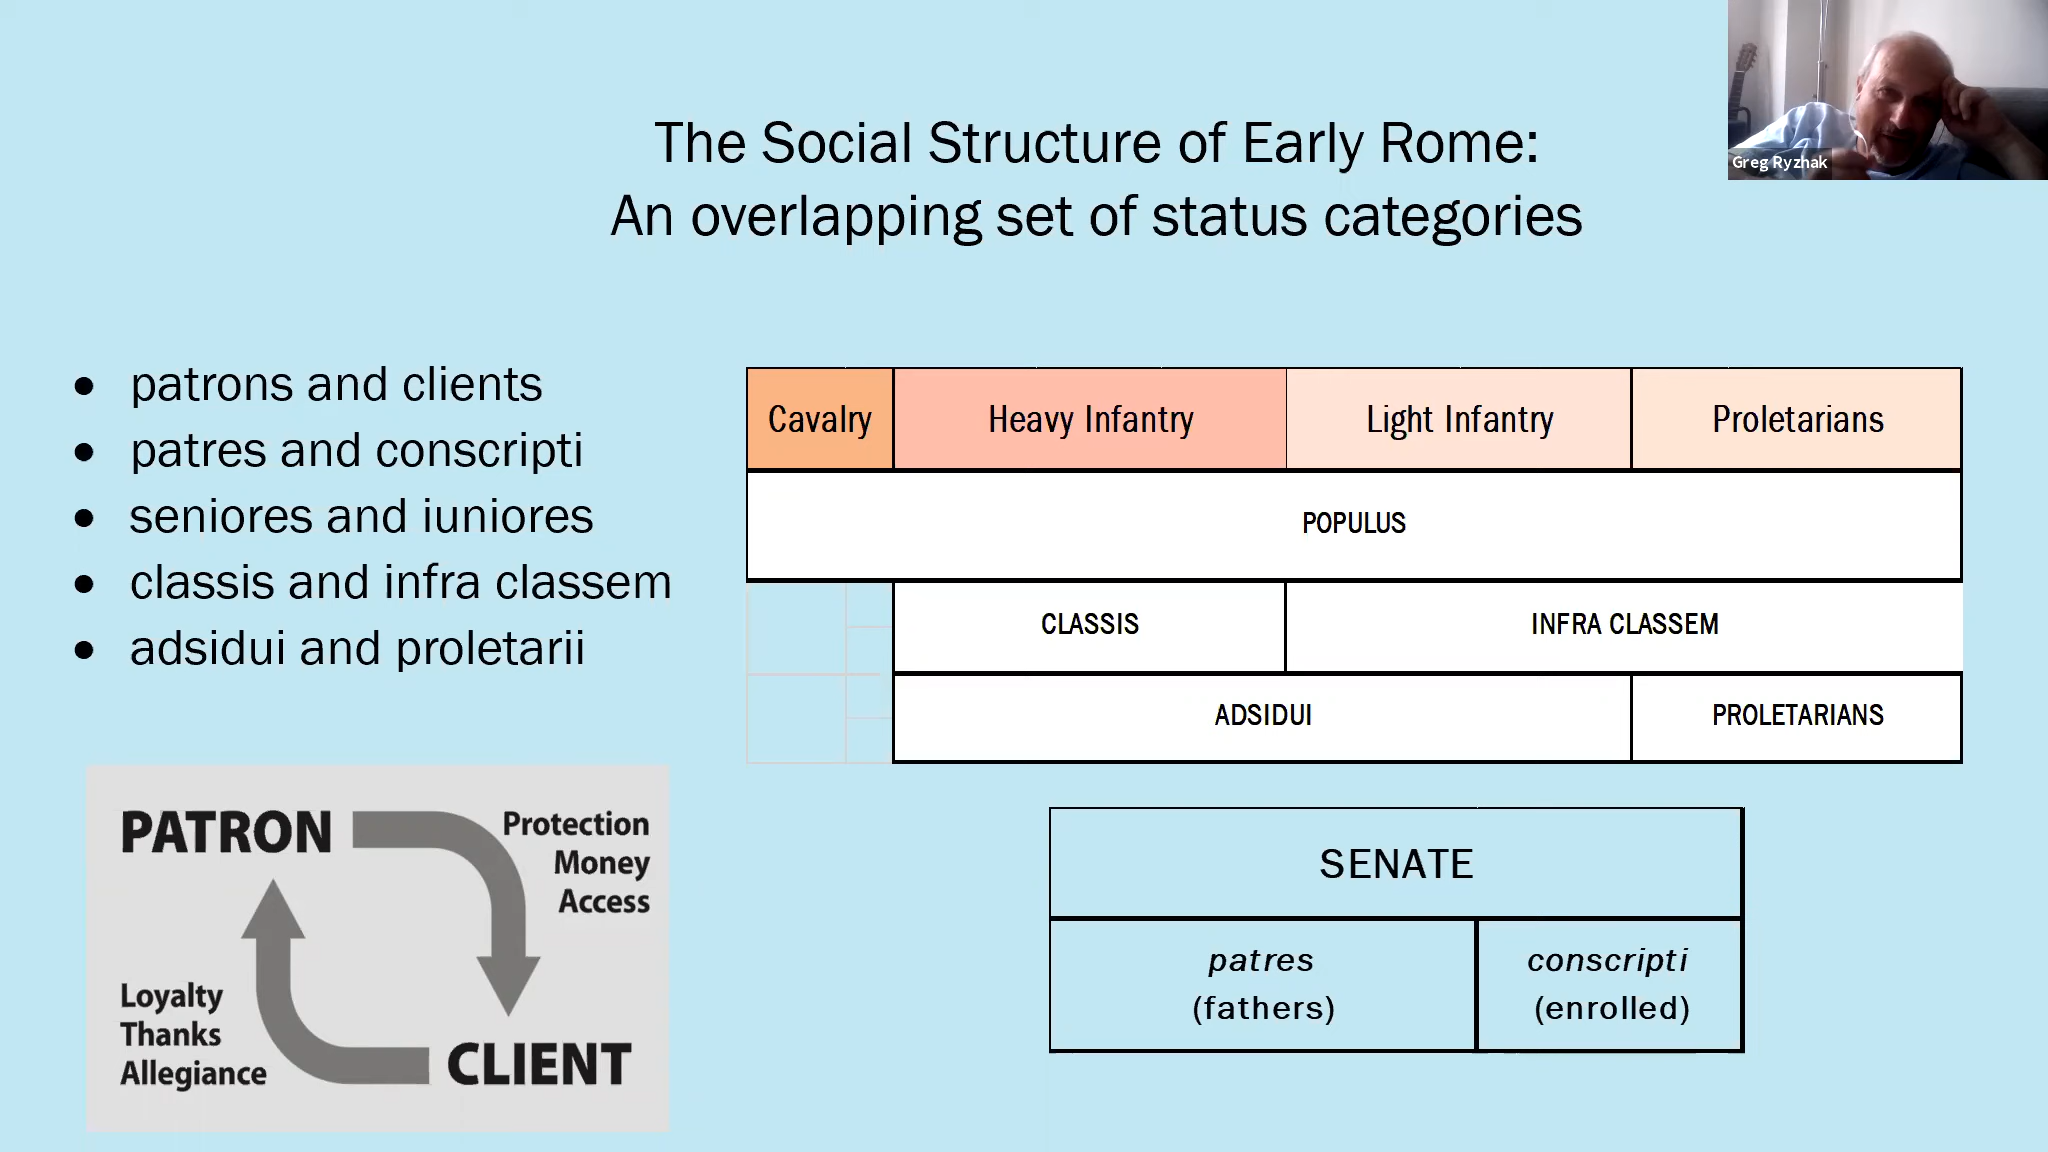 The Social Structure of Early Rome:
An overlapping set of status categories
Greg Ryzhak
patrons and clients
patres and conscripti
seniores and iuniores
classis and infra classem
adsidui and proletarii
Cavalry
Heavy Infantry
Light Infantry
Proletarians
POPULUS
CLASSIS
INFRA CLASSEM
ADSIDUI
PROLETARIANS
PATRON
Protection
Money
Access
Loyalty
Thanks
Allegiance
CLIENT
SENATE
patres
(fathers)
conscripti
(enrolled)